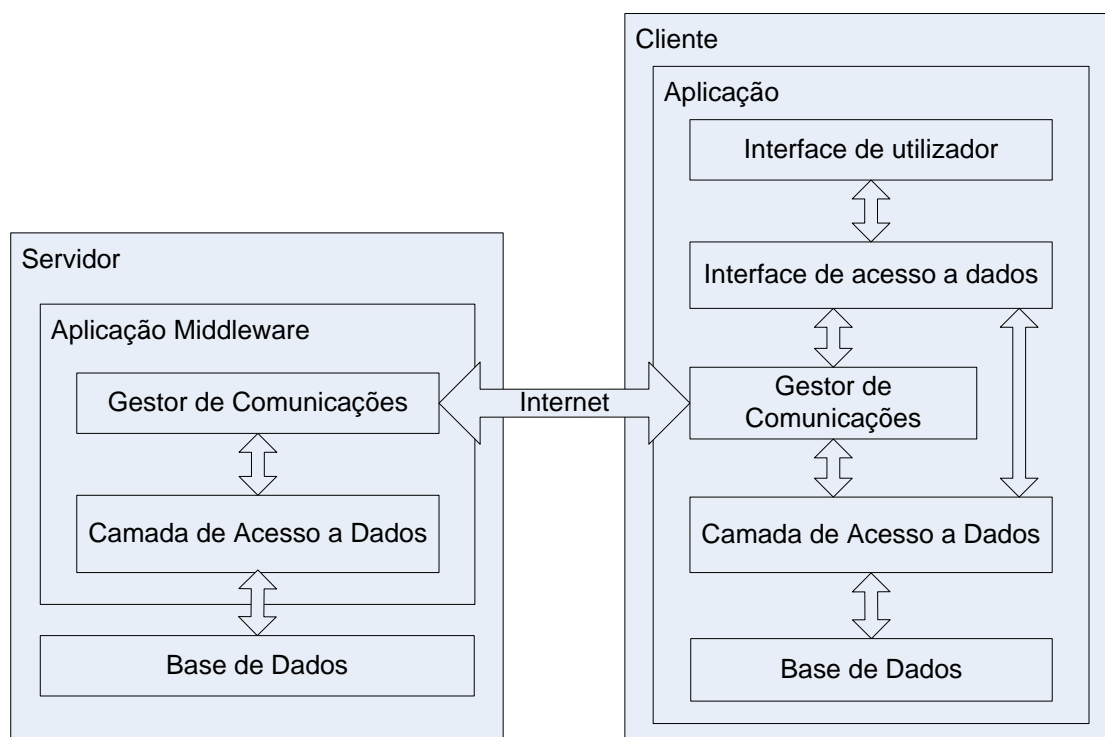 Cliente
Aplicação
Interface de utilizador
Interface de acesso a dados
Gestor de
Comunicações
Camada de Acesso a Dados
Base de Dados
Internet
Servidor
Aplicação Middleware
Gestor de Comunicações
Camada de Acesso a Dados
Base de Dados